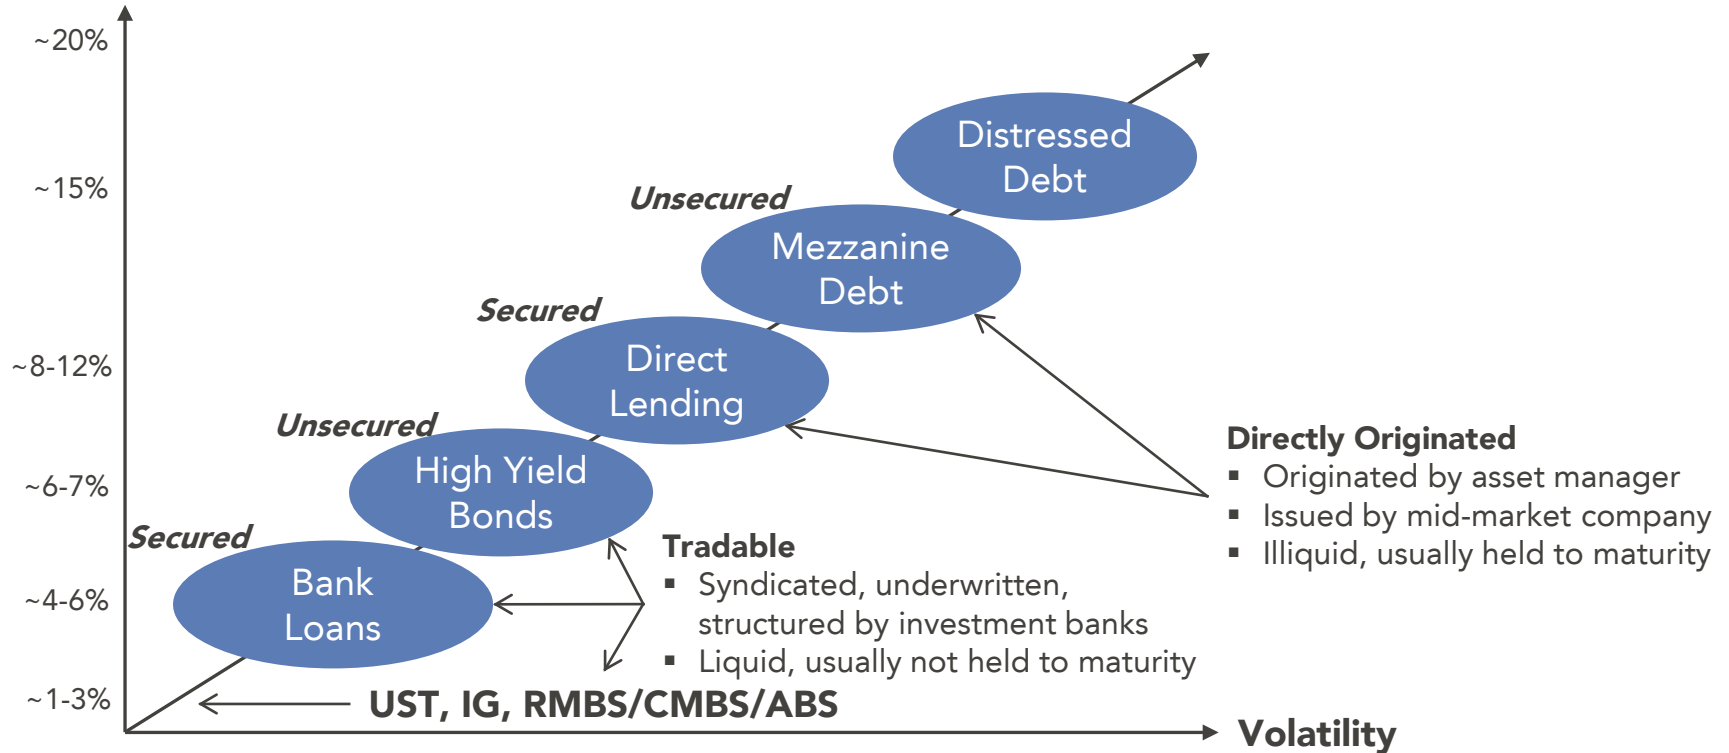 ~20%
Distressed
Debt
~15%
Unsecured
Mezzanine
Debt
Secured
~8-12%
Direct
Lending
Unsecured
High Yield
Bonds
~6-7%
Directly Originated
▪ Originated by asset manager
▪ Issued by mid-market company
▪ Illiquid, usually held to maturity
Secured
Bank
Loans
~4-6%
Tradable
▪ Syndicated, underwritten,
structured by investment banks
▪ Liquid, usually not held to maturity
~1-3%
UST, IG, RMBS/CMBS/ABS
Volatility